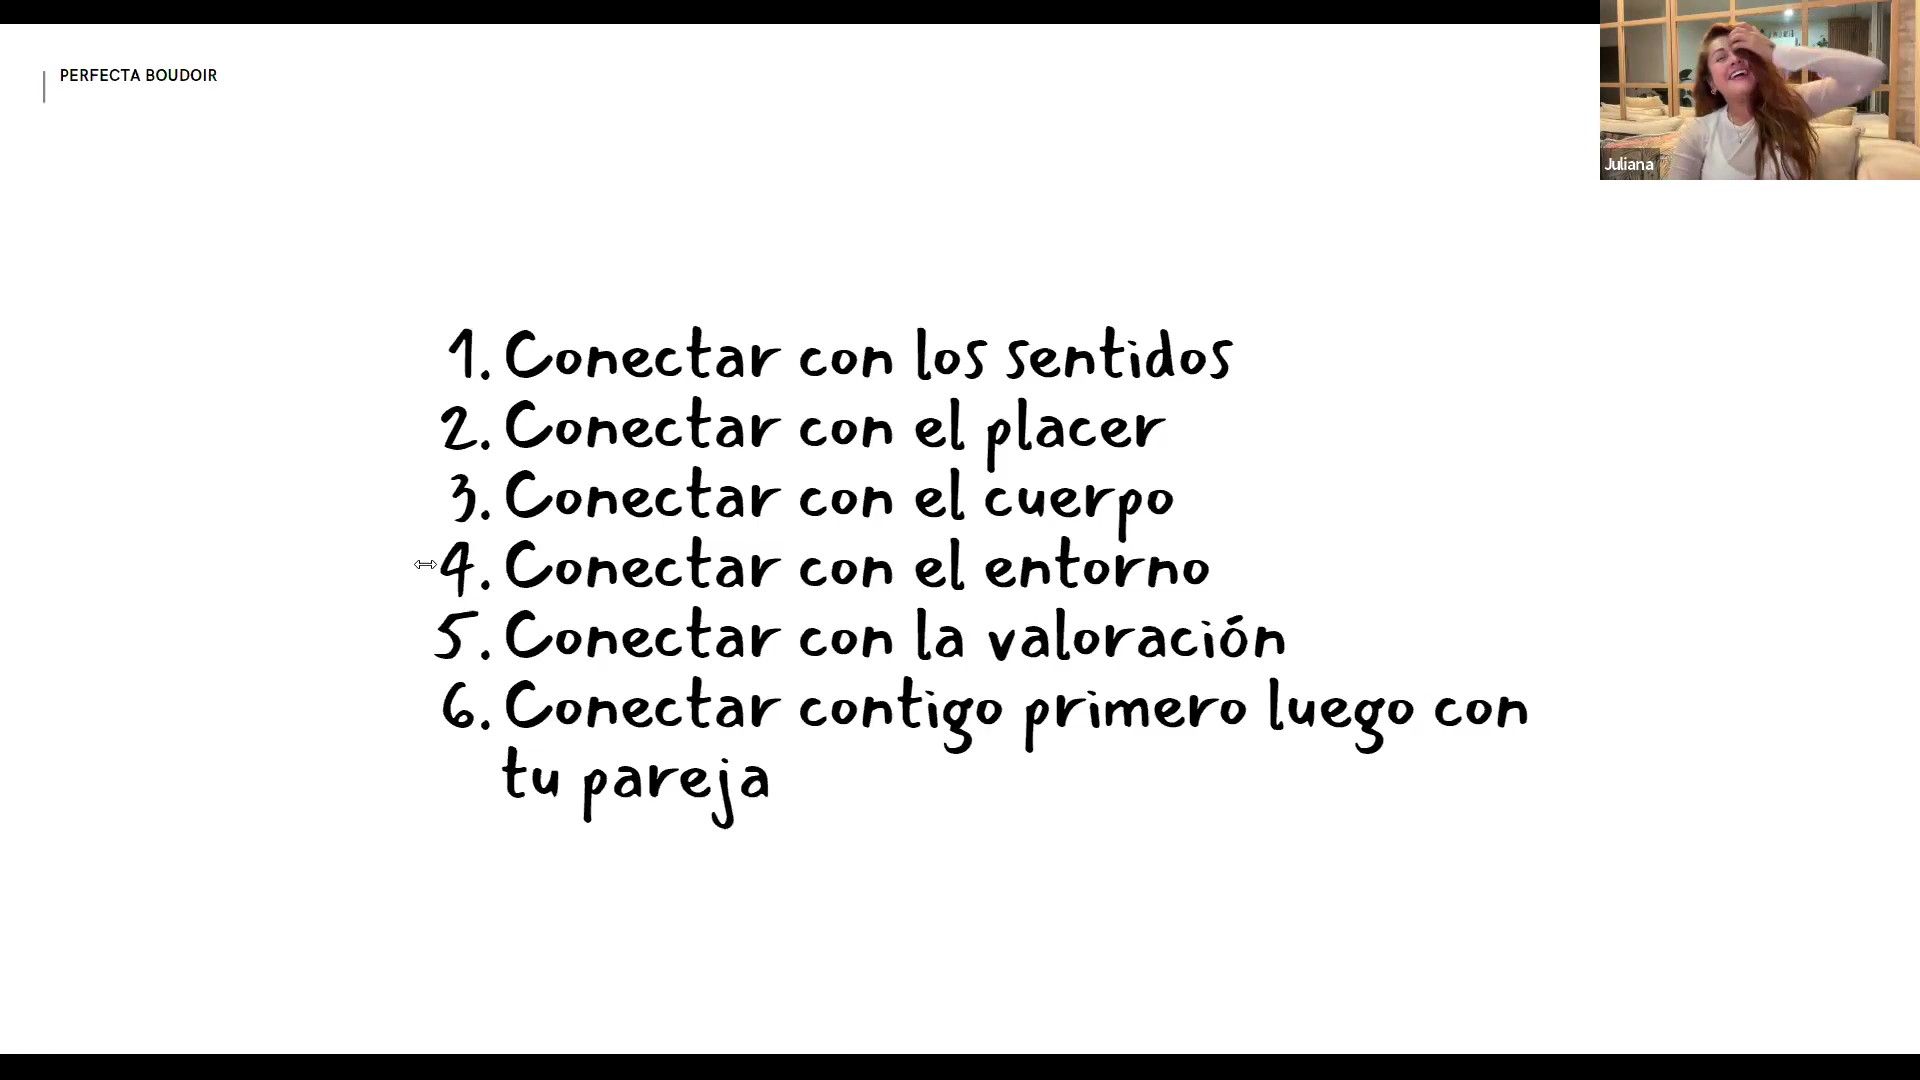 PERFECTA BOUDOIR
Juliana
1. Conectar con los sentidos
2. Conectar con el placer
3. Conectar con el cuerpo
4. Conectar con el entorno
5. Conectar con la valoración
6. Conectar contigo primero luego con
tu pareja